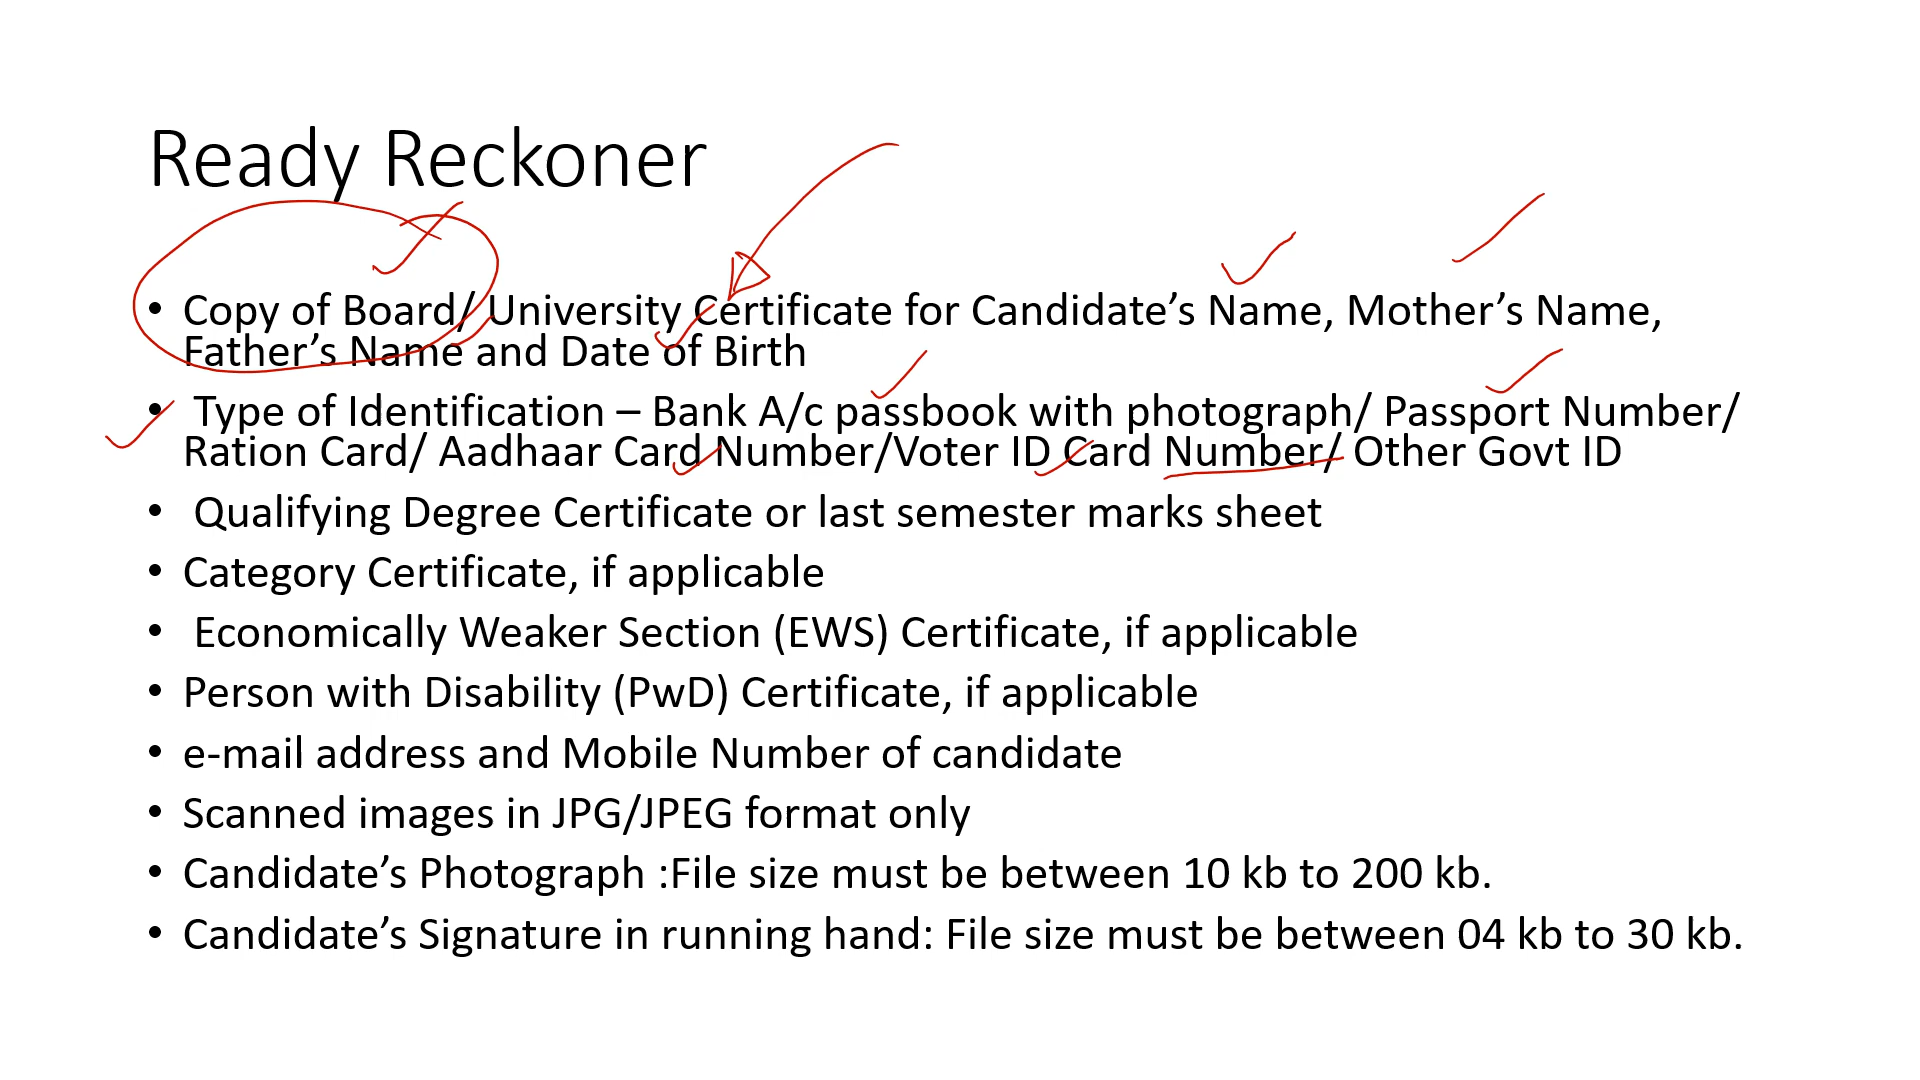 Ready Reckoner
• Copy of Board/ University Certificate for Candidate’s Name, Mother’s Name,
Father’s Name and Date of Birth
• Type of Identification – Bank A/c passbook with photograph/ Passport Number/
Ration Card/ Aadhaar Card Number/Voter ID Card Number/ Other Govt ID
• Qualifying Degree Certificate or last semester marks sheet
• Category Certificate, if applicable
• Economically Weaker Section (EWS) Certificate, if applicable
• Person with Disability (PwD) Certificate, if applicable
• e-mail address and Mobile Number of candidate
• Scanned images in JPG/JPEG format only
• Candidate’s Photograph :File size must be between 10 kb to 200 kb.
• Candidate’s Signature in running hand: File size must be between 04 kb to 30 kb.